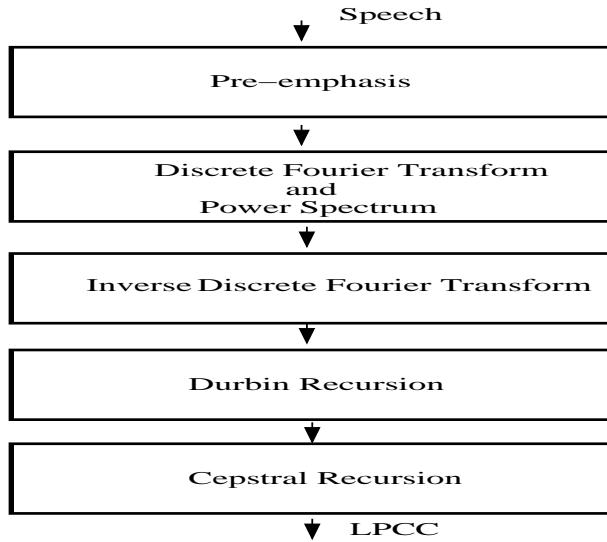 Speech
Pre–emphasis
Discrete Fourier Transform
and
Power Spectrum
Inverse Discrete Fourier Transform
Durbin Recursion
Cepstral Recursion
LPCC